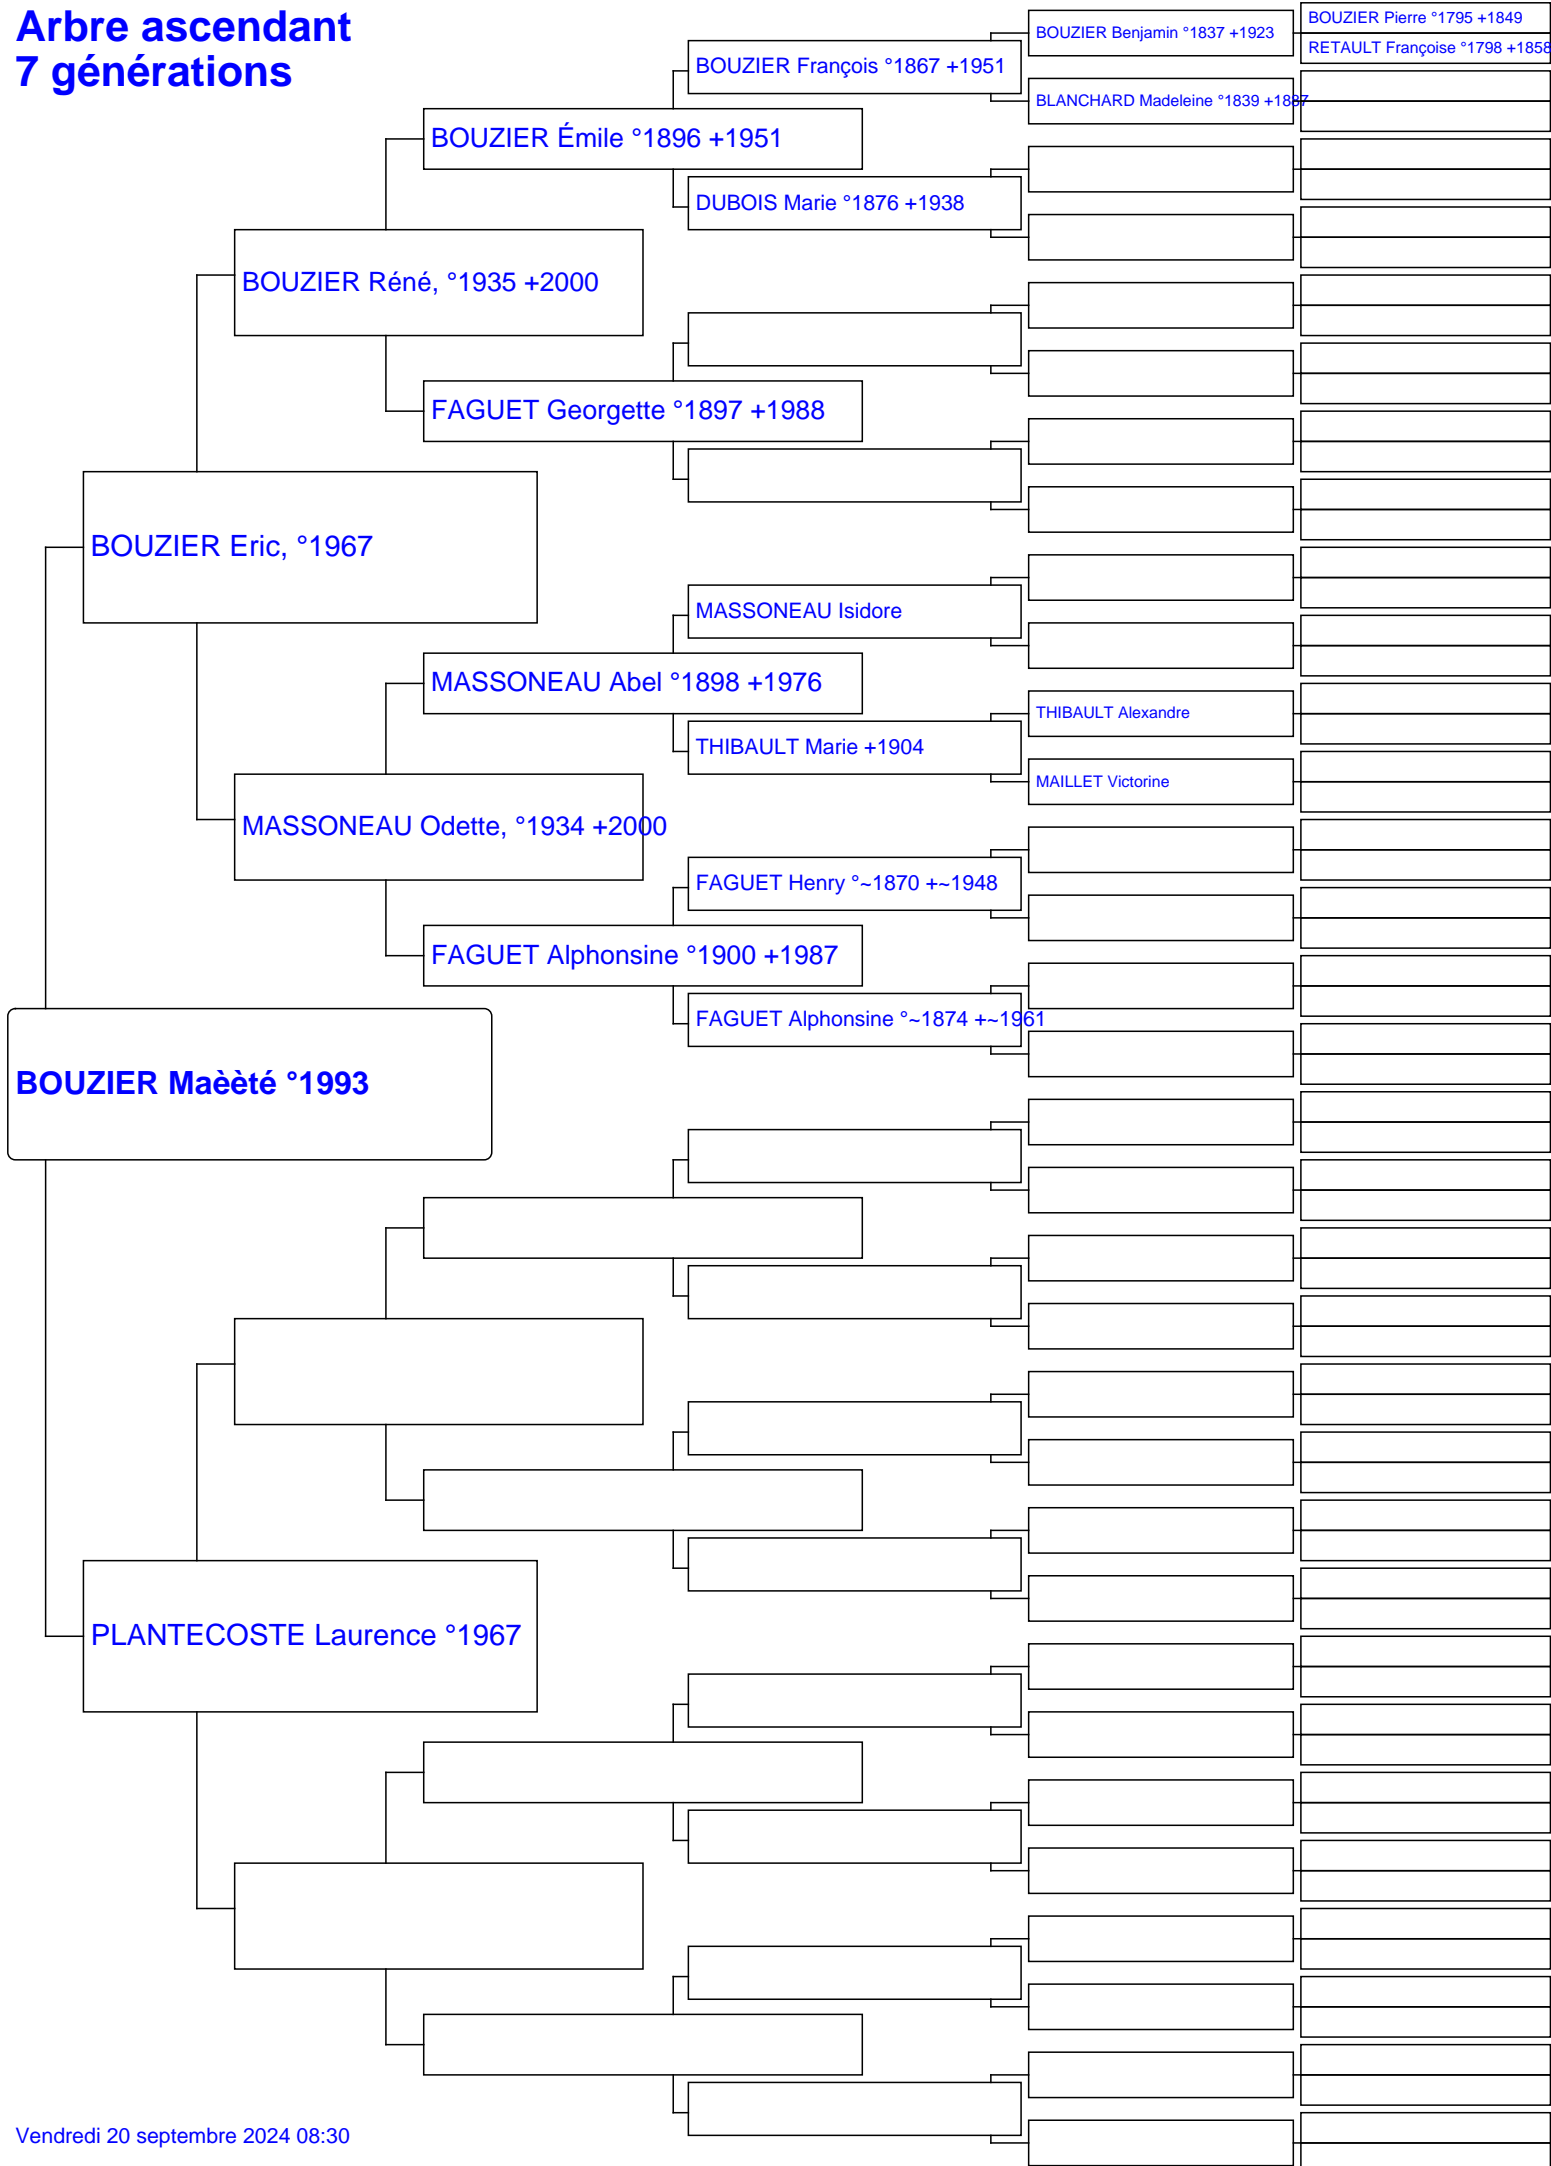 Arbre ascendant
7 générations
BOUZIER Pierre °1795 +1849
BOUZIER Benjamin °1837 +1923
RETAULT Françoise °1798 +1858
BOUZIER François °1867 +1951
BLANCHARD Madeleine °1839 +1887
BOUZIER Émile °1896 +1951
DUBOIS Marie °1876 +1938
BOUZIER Réné, °1935 +2000
FAGUET Georgette °1897 +1988
BOUZIER Eric, °1967
MASSONEAU Isidore
MASSONEAU Abel °1898 +1976
THIBAULT Alexandre
THIBAULT Marie +1904
MAILLET Victorine
MASSONEAU Odette, °1934 +2000
FAGUET Henry °~1870 +~1948
FAGUET Alphonsine °1900 +1987
FAGUET Alphonsine °~1874 +~1961
BOUZIER Maèèté °1993
PLANTECOSTE Laurence °1967
Vendredi 20 septembre 2024 08:30